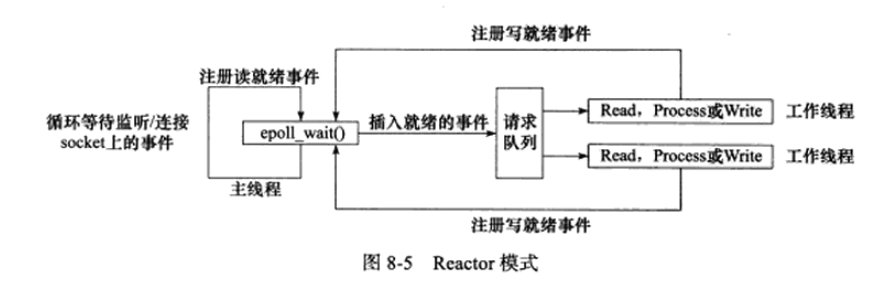 注册写就绪事件
注册读就绪事件
循环等待监听/连接
socket上的事件
epoll_wait()
插入就绪的事件
请求
队列
Read，Process或Write
工作线程
Read，Process或Write
工作线程
主线程
注册写就绪事件
图 8-5 Reactor 模式